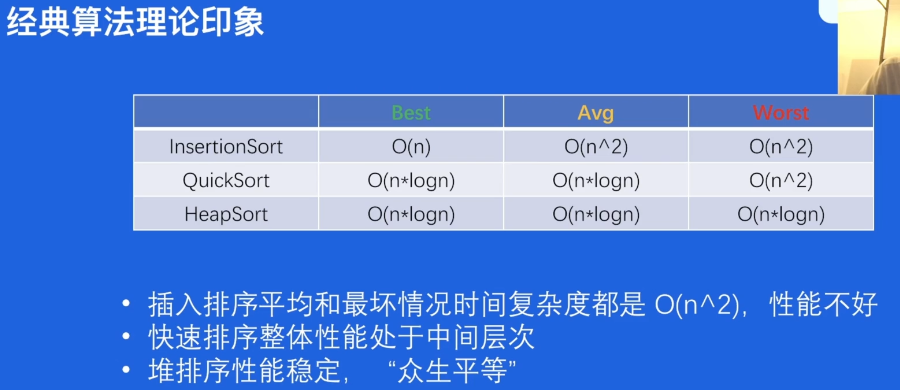 经典算法理论印象
Best Avg Worst
InsertionSort O(n) O(n^2) O(n^2)
QuickSort O(n*logn) O(n*logn) O(n^2)
HeapSort O(n*logn) O(n*logn) O(n*logn)
• 插入排序平均和最坏情况时间复杂度都是 O(n^2)，性能不好
• 快速排序整体性能处于中间层次
• 堆排序性能稳定，“众生平等”